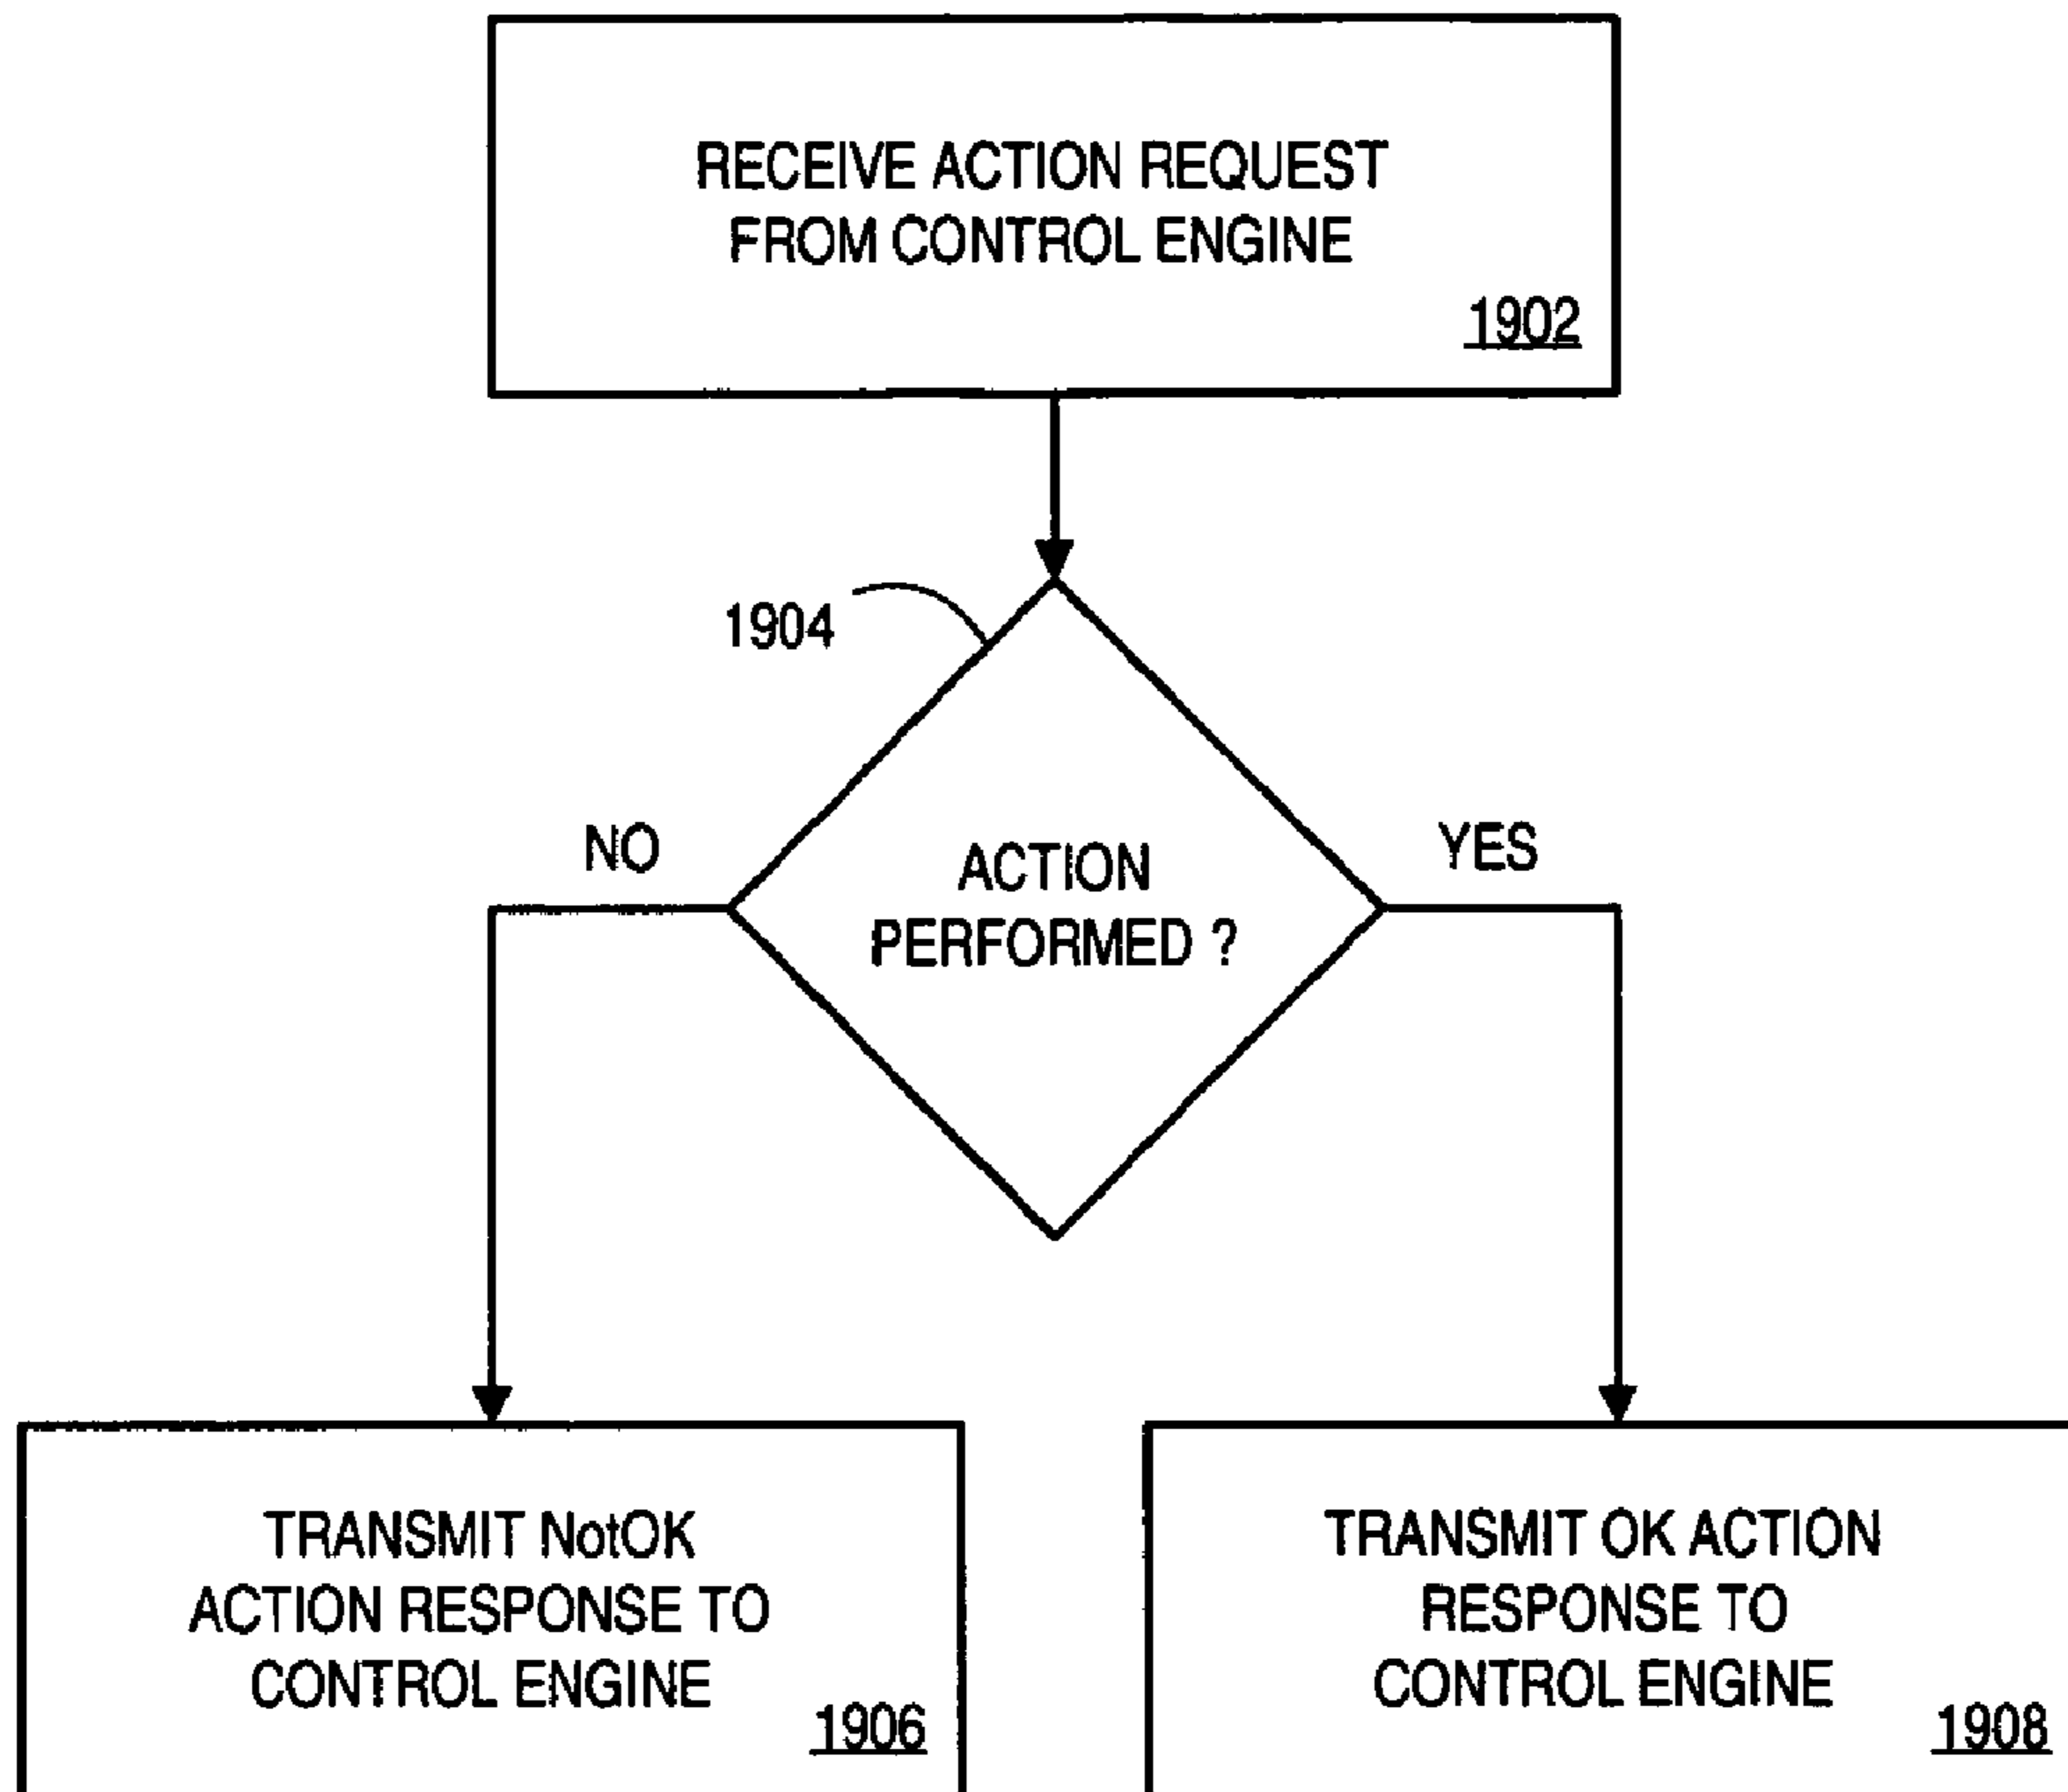 RECEIVE ACTION REQUEST
FROM CONTROL ENGINE
1902
1904
NO
YES
ACTION
PERFORMED ?
TRANSMIT NotOK
ACTION RESPONSE TO
CONTROL ENGINE
1906
TRANSMIT OK ACTION
RESPONSE TO
CONTROL ENGINE
1908